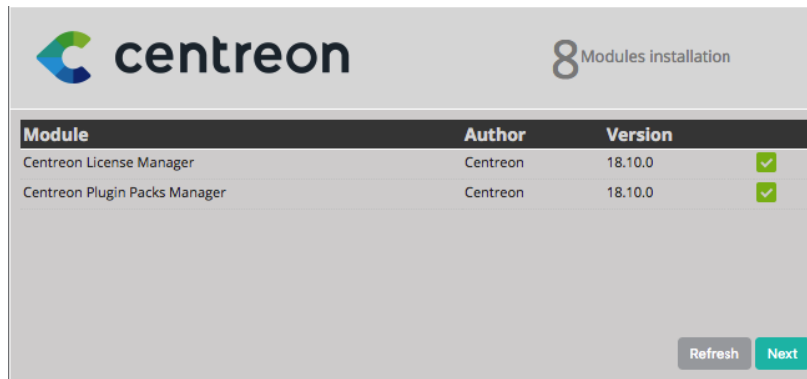 centreon
8 Modules installation
Module Author Version
Centreon License Manager Centreon 18.10.0
Centreon Plugin Packs Manager Centreon 18.10.0
Refresh Next